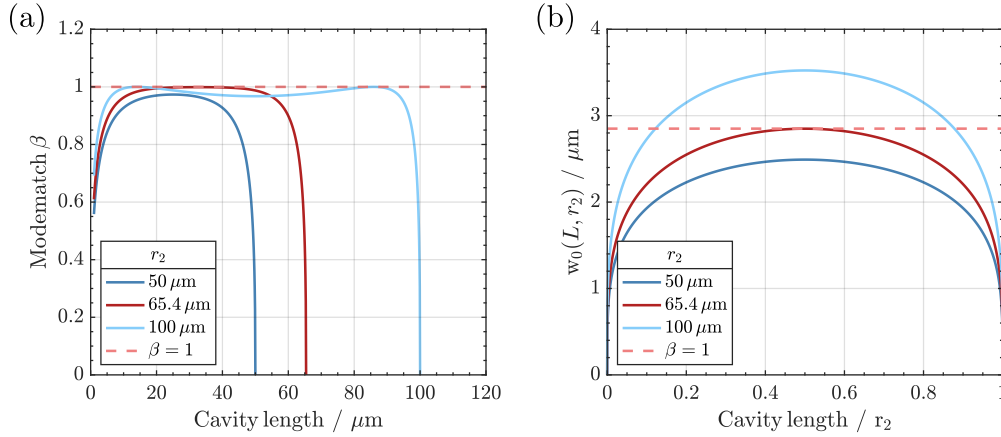 (a)
1.2
1
0.8
0.6
0.4
0.2
0
Modematch β
r₂
50 μm
65.4 μm
100 μm
β = 1
0 20 40 60 80 100 120
Cavity length / μm
(b)
4
3
2
1
0
w₀(L, r₂) / μm
r₂
50 μm
65.4 μm
100 μm
β = 1
0 0.2 0.4 0.6 0.8 1
Cavity length / r₂